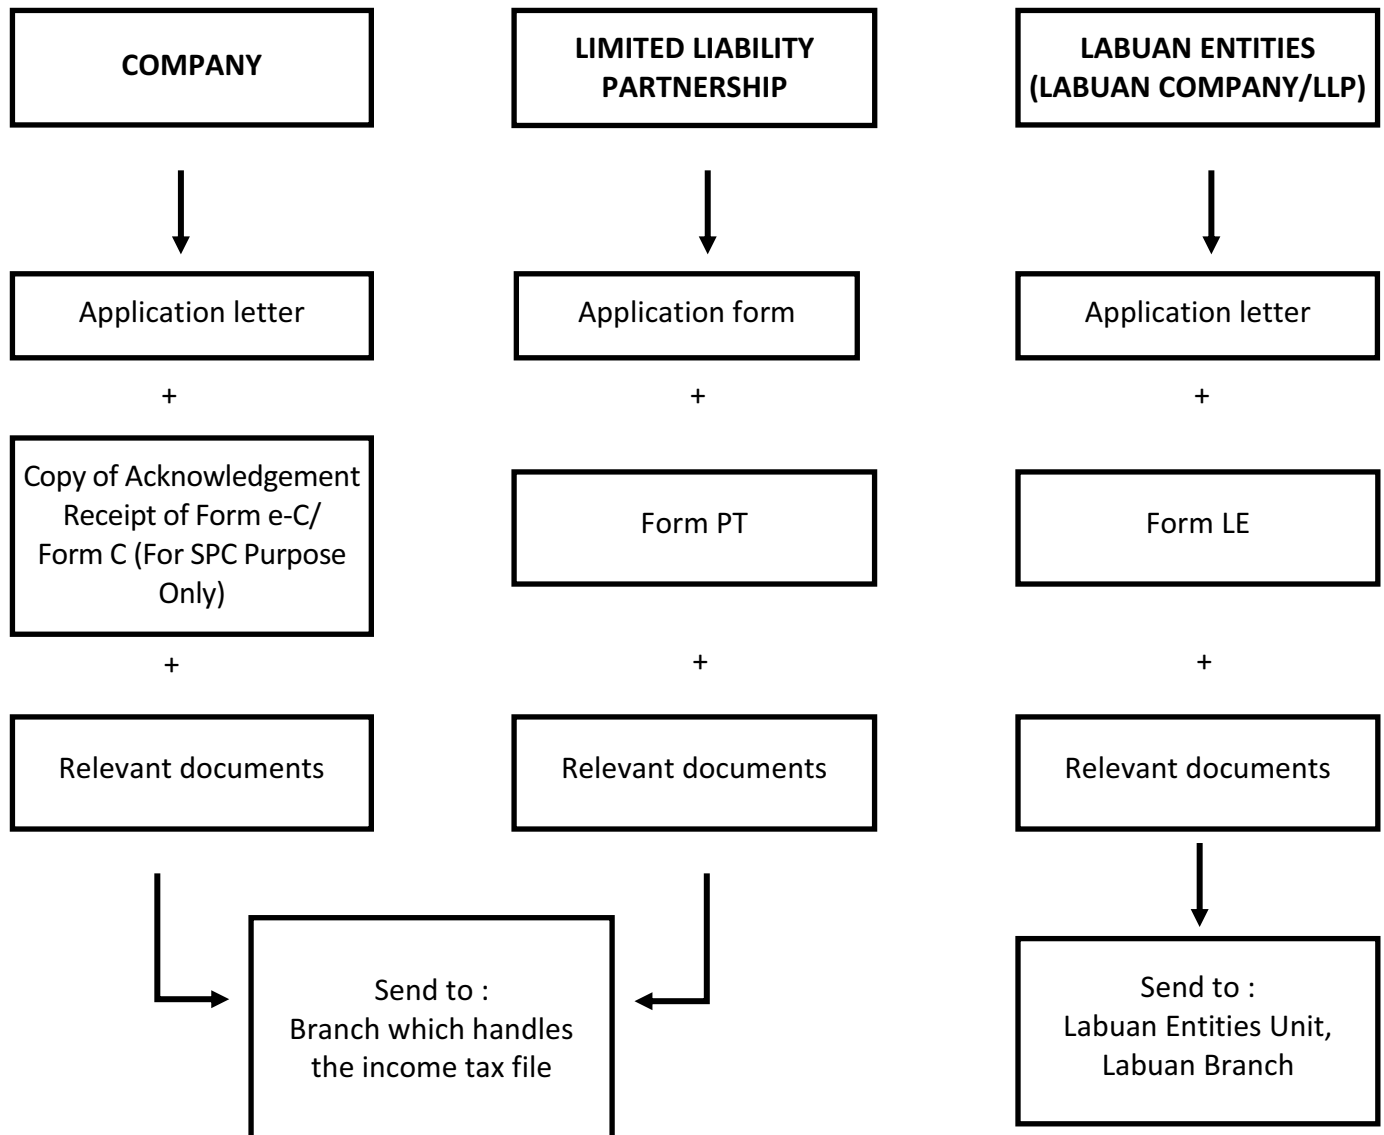 COMPANY
LIMITED LIABILITY
PARTNERSHIP
LABUAN ENTITIES
(LABUAN COMPANY/LLP)
Application letter
Application form
Application letter
+
+
+
Copy of Acknowledgement
Receipt of Form e-C/
Form C (For SPC Purpose
Only)
Form PT
Form LE
+
+
+
Relevant documents
Relevant documents
Relevant documents
Send to :
Branch which handles
the income tax file
Send to :
Labuan Entities Unit,
Labuan Branch